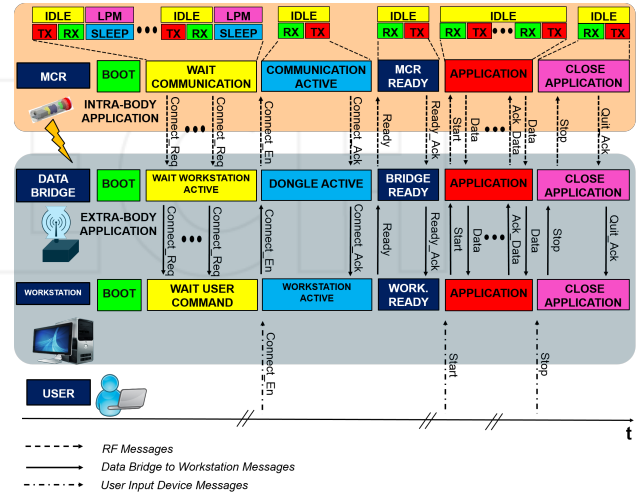 IDLE LPM IDLE LPM IDLE IDLE IDLE IDLE
TX RX SLEEP TX RX SLEEP RX TX RX TX RX TX RX TX RX TX
MCR
BOOT
WAIT
COMMUNICATION
COMMUNICATION
ACTIVE
MCR
READY
APPLICATION
CLOSE
APPLICATION
INTRA-BODY
APPLICATION
Connect_Req
Connect_Req
Connect_En
Connect_Ack
Ready
Ready_Ack
Start
Data
Ack_Data
Data
Stop
Quit_Ack
DATA
BRIDGE
BOOT
WAIT WORKSTATION
ACTIVE
DONGLE ACTIVE
BRIDGE
READY
APPLICATION
CLOSE
APPLICATION
EXTRA-BODY
APPLICATION
Connect_Req
Connect_Req
Connect_En
Connect_Ack
Ready
Ready_Ack
Start
Data
Ack_Data
Data
Stop
Quit_Ack
WORKSTATION
BOOT
WAIT USER
COMMAND
WORKSTATION
ACTIVE
WORK.
READY
APPLICATION
CLOSE
APPLICATION
Connect_En
Start
Stop
USER
t
RF Messages
Data Bridge to Workstation Messages
User Input Device Messages